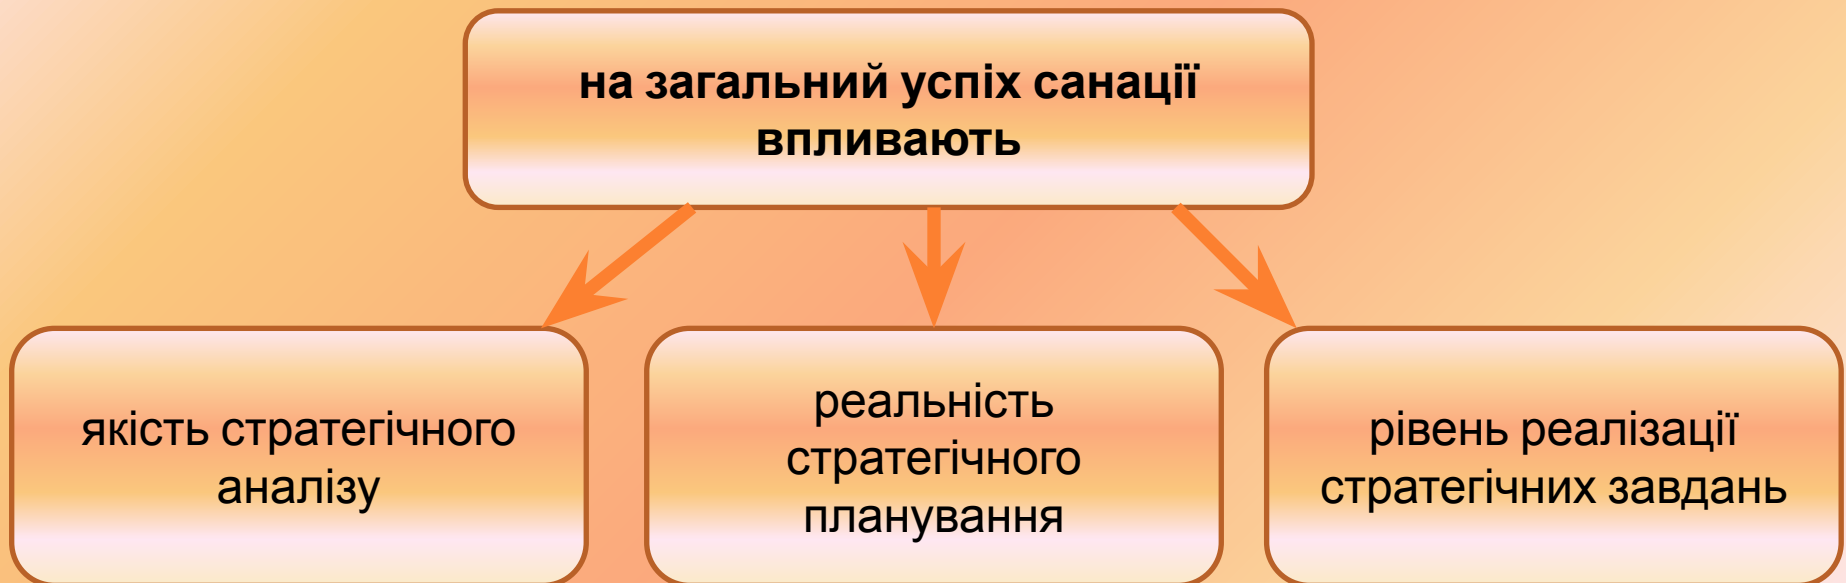 на загальний успіх санації
впливають
якість стратегічного
аналізу
реальність
стратегічного
планування
рівень реалізації
стратегічних завдань